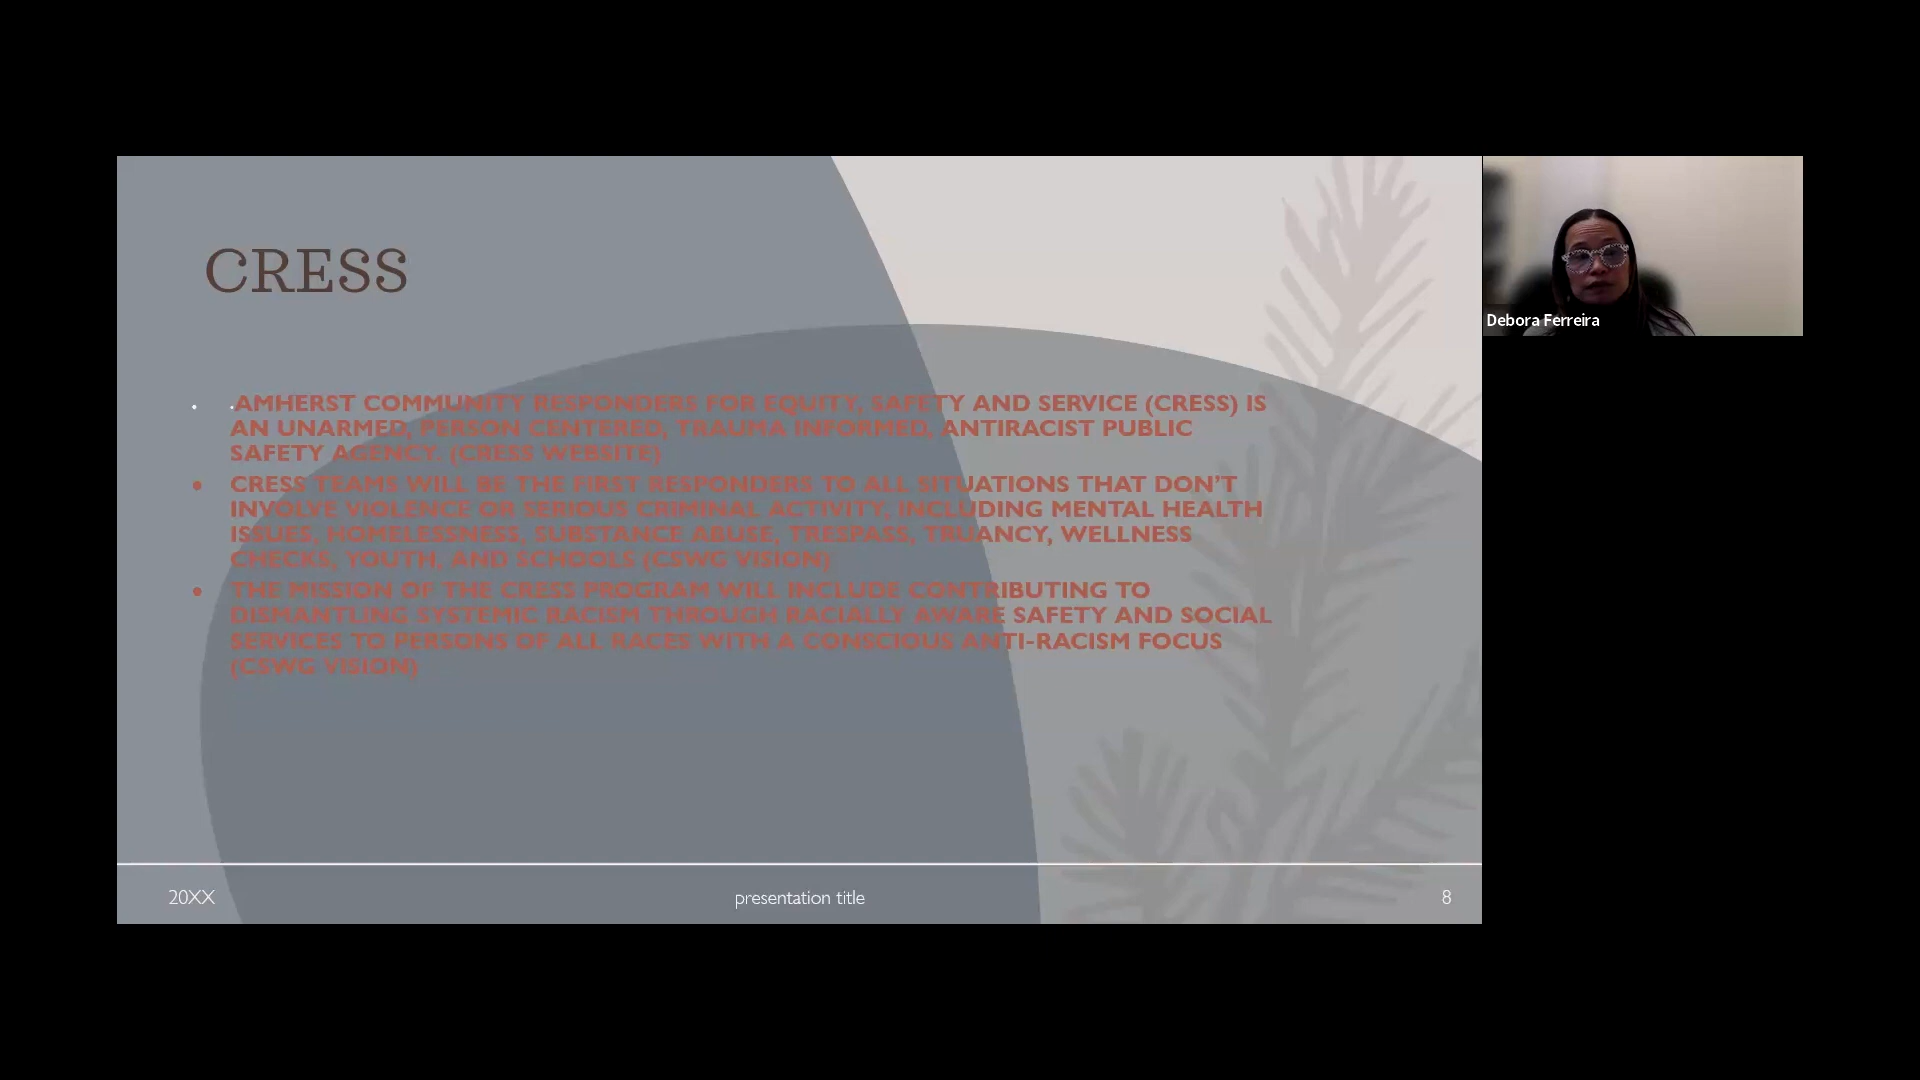 CRESS
.AMHERST COMMUNITY RESPONDERS FOR EQUITY, SAFETY AND SERVICE (CRESS) IS
AN UNARMED, PERSON CENTERED, TRAUMA INFORMED, ANTIRACIST PUBLIC
SAFETY AGENCY. (CRESS WEBSITE)
CRESS TEAMS WILL BE THE FIRST RESPONDERS TO ALL SITUATIONS THAT DON'T
INVOLVE VIOLENCE OR SERIOUS CRIMINAL ACTIVITY, INCLUDING MENTAL HEALTH
ISSUES, HOMELESSNESS, SUBSTANCE ABUSE, TRESPASS, TRUANCY, WELLNESS
CHECKS, YOUTH, AND SCHOOLS (CSWG VISION)
THE MISSION OF THE CRESS PROGRAM WILL INCLUDE CONTRIBUTING TO
DISMANTLING SYSTEMIC RACISM THROUGH RACIALLY AWARE SAFETY AND SOCIAL
SERVICES TO PERSONS OF ALL RACES WITH A CONSCIOUS ANTI-RACISM FOCUS
(CSWG VISION)
20XX
presentation title
8
Debora Ferreira